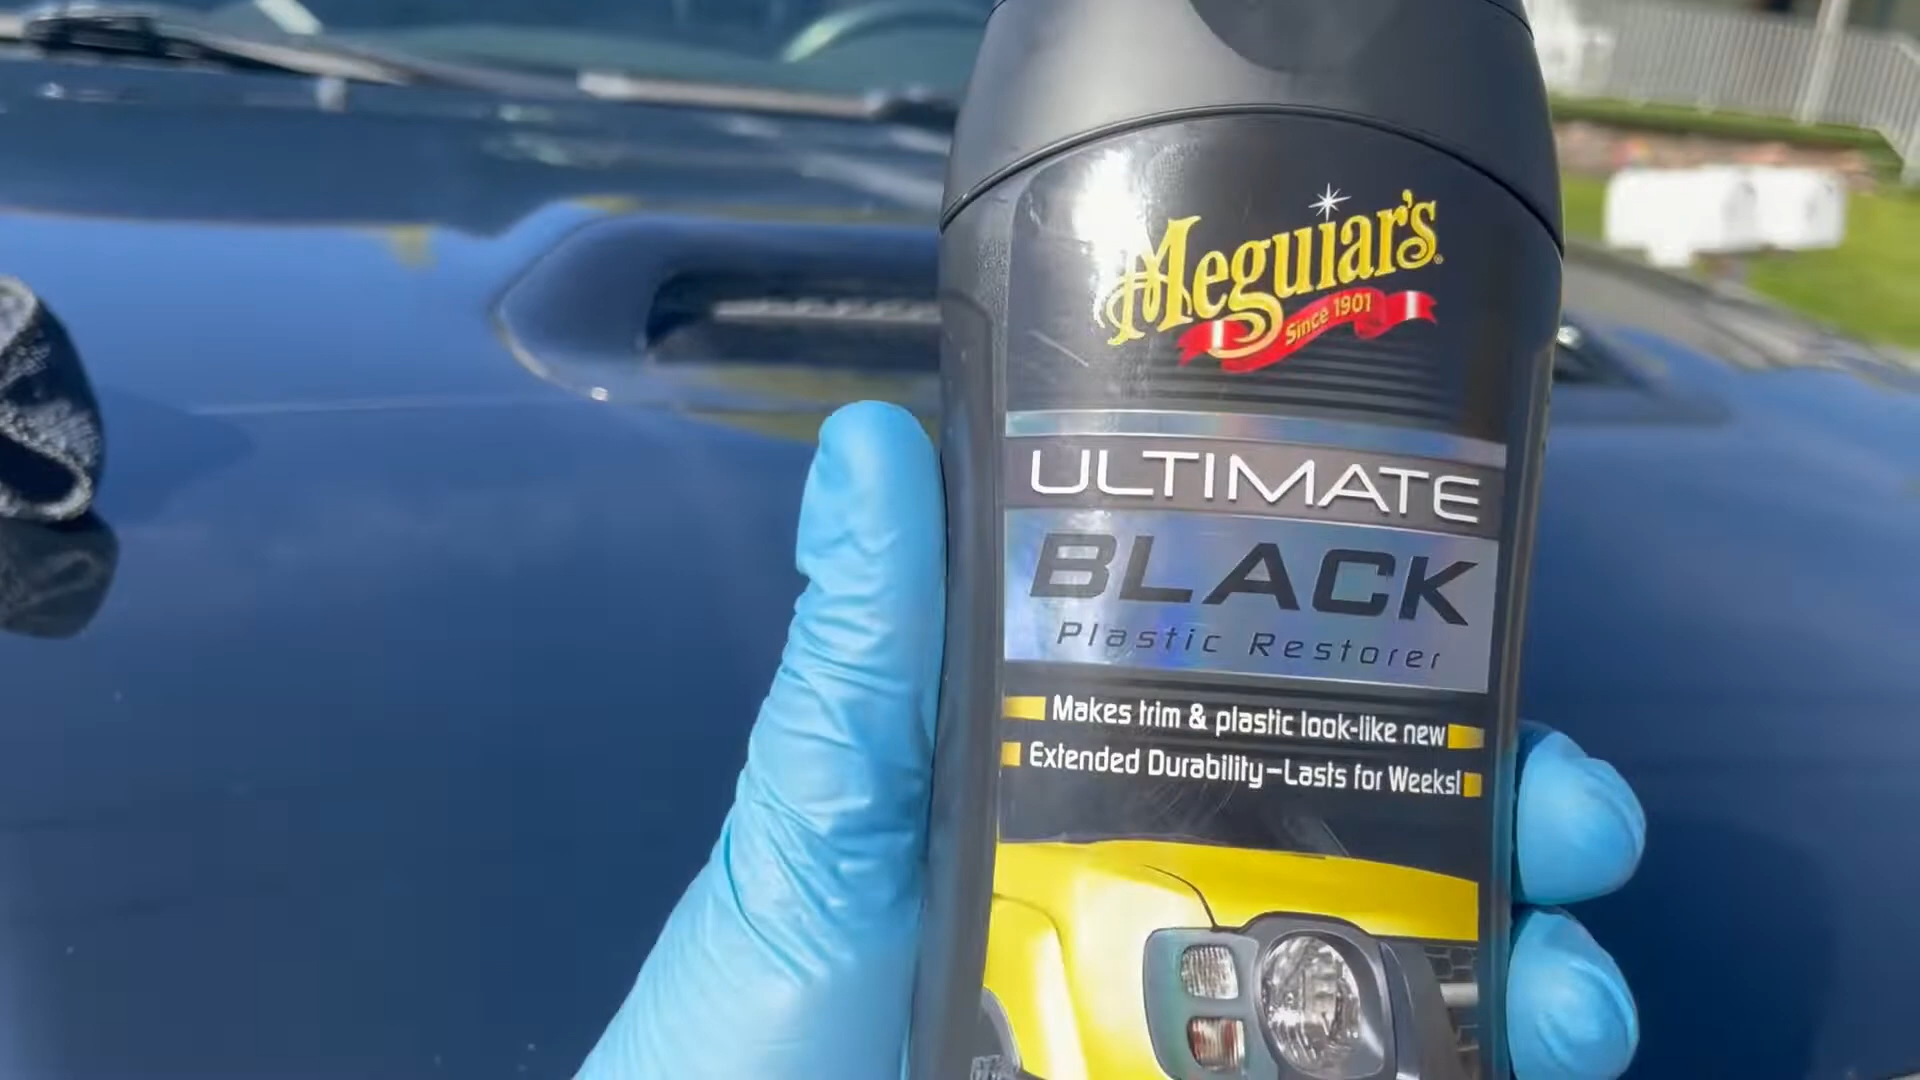 Meguiar's
Since 1901
ULTIMATE
BLACK
Plastic Restorer
Makes trim & plastic look-like new
Extended Durability–Lasts for Weeks!